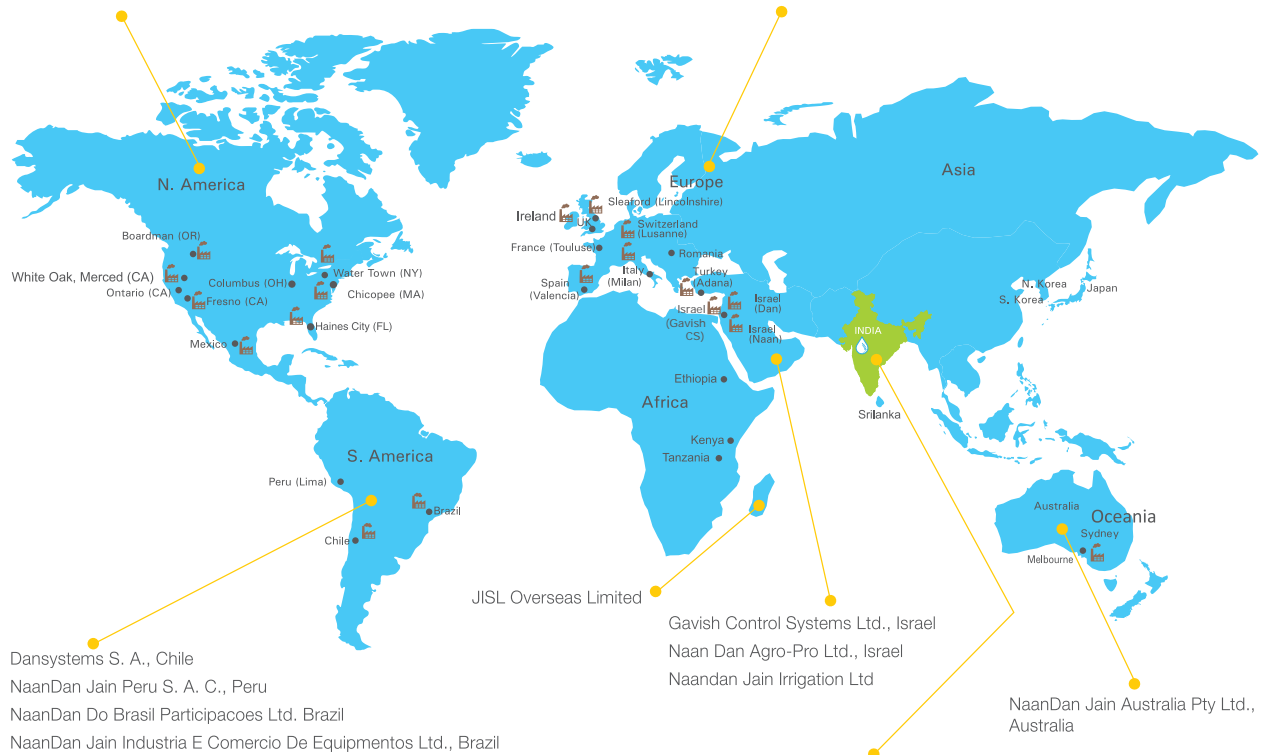 N. America
Boardman (OR)
White Oak, Merced (CA)
Ontario (CA)
Fresno (CA)
Columbus (OH)
Water Town (NY)
Chicopee (MA)
Haines City (FL)
Mexico
S. America
Peru (Lima)
Brazil
Chile
Europe
Sleaford (Lincolnshire)
Ireland
UK
Switzerland
(Lusanne)
France (Touluse)
Romania
Italy
(Milan)
Turkey
(Adana)
Spain
(Valencia)
Israel
(Dan)
Israel
(Gavish
CS)
Israel
(Naan)
Asia
N. Korea
S. Korea
Japan
INDIA
Srilanka
Africa
Ethiopia
Kenya
Tanzania
Australia
Oceania
Sydney
Melbourne
JISL Overseas Limited
Gavish Control Systems Ltd., Israel
Naan Dan Agro-Pro Ltd., Israel
Naandan Jain Irrigation Ltd
Dansystems S. A., Chile
NaanDan Jain Peru S. A. C., Peru
NaanDan Do Brasil Participacoes Ltd. Brazil
NaanDan Jain Industria E Comercio De Equipmentos Ltd., Brazil
NaanDan Jain Australia Pty Ltd.,
Australia